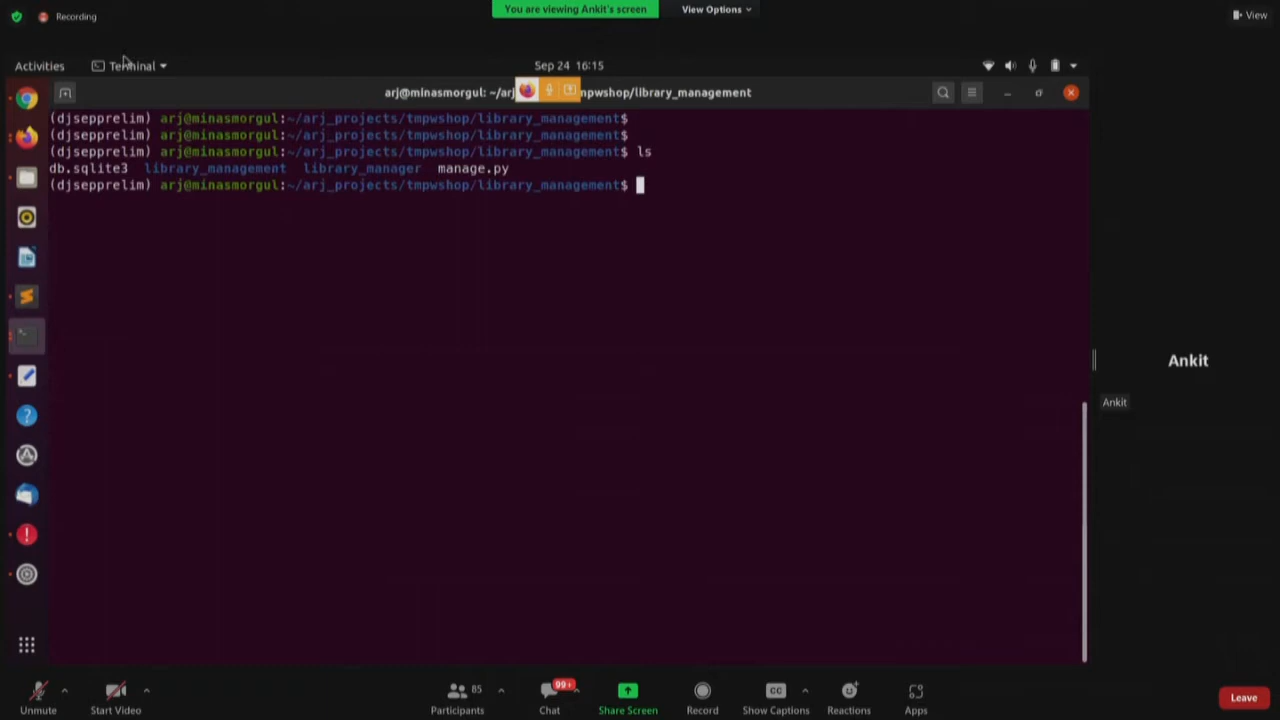 Recording
You are viewing Ankit's screen
View Options
View
Activities
Terminal
Sep 24 16:15
arj@minasmorgul: ~/arj
mpwshop/library_management
(djsepprelim) arj@minasmorgul:~/arj_projects/tmpwshop/library_management$
(djsepprelim) arj@minasmorgul:~/arj_projects/tmpwshop/library_management$
(djsepprelim) arj@minasmorgul:~/arj_projects/tmpwshop/library_management$ ls
db.sqlite3 library_management library_manager manage.py
(djsepprelim) arj@minasmorgul:~/arj_projects/tmpwshop/library_management$
Ankit
Ankit
Unmute
Start Video
Participants
85
Chat
99+
Share Screen
Record
CC
Show Captions
Reactions
Apps
Leave